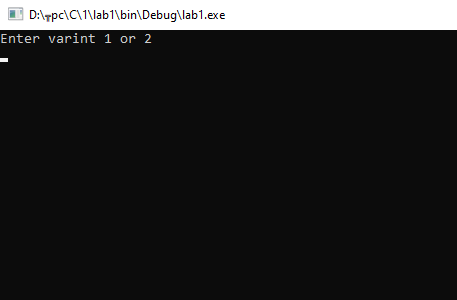 D:\╥pc\C\1\lab1\bin\Debug\lab1.exe
Enter varint 1 or 2